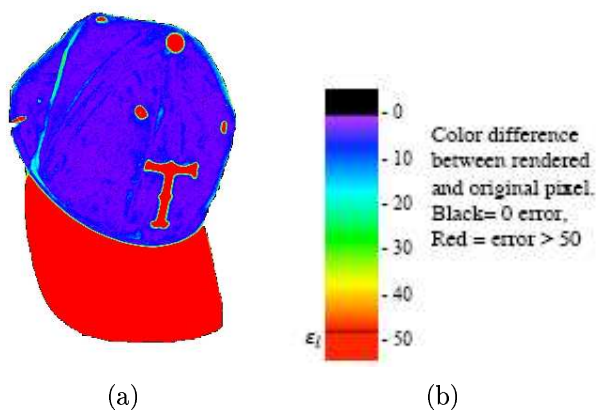 T
- 0
- 10
- 20
- 30
- 40
- 50
ε_l
Color difference
between rendered
and original pixel.
Black= 0 error,
Red = error > 50
(a)
(b)